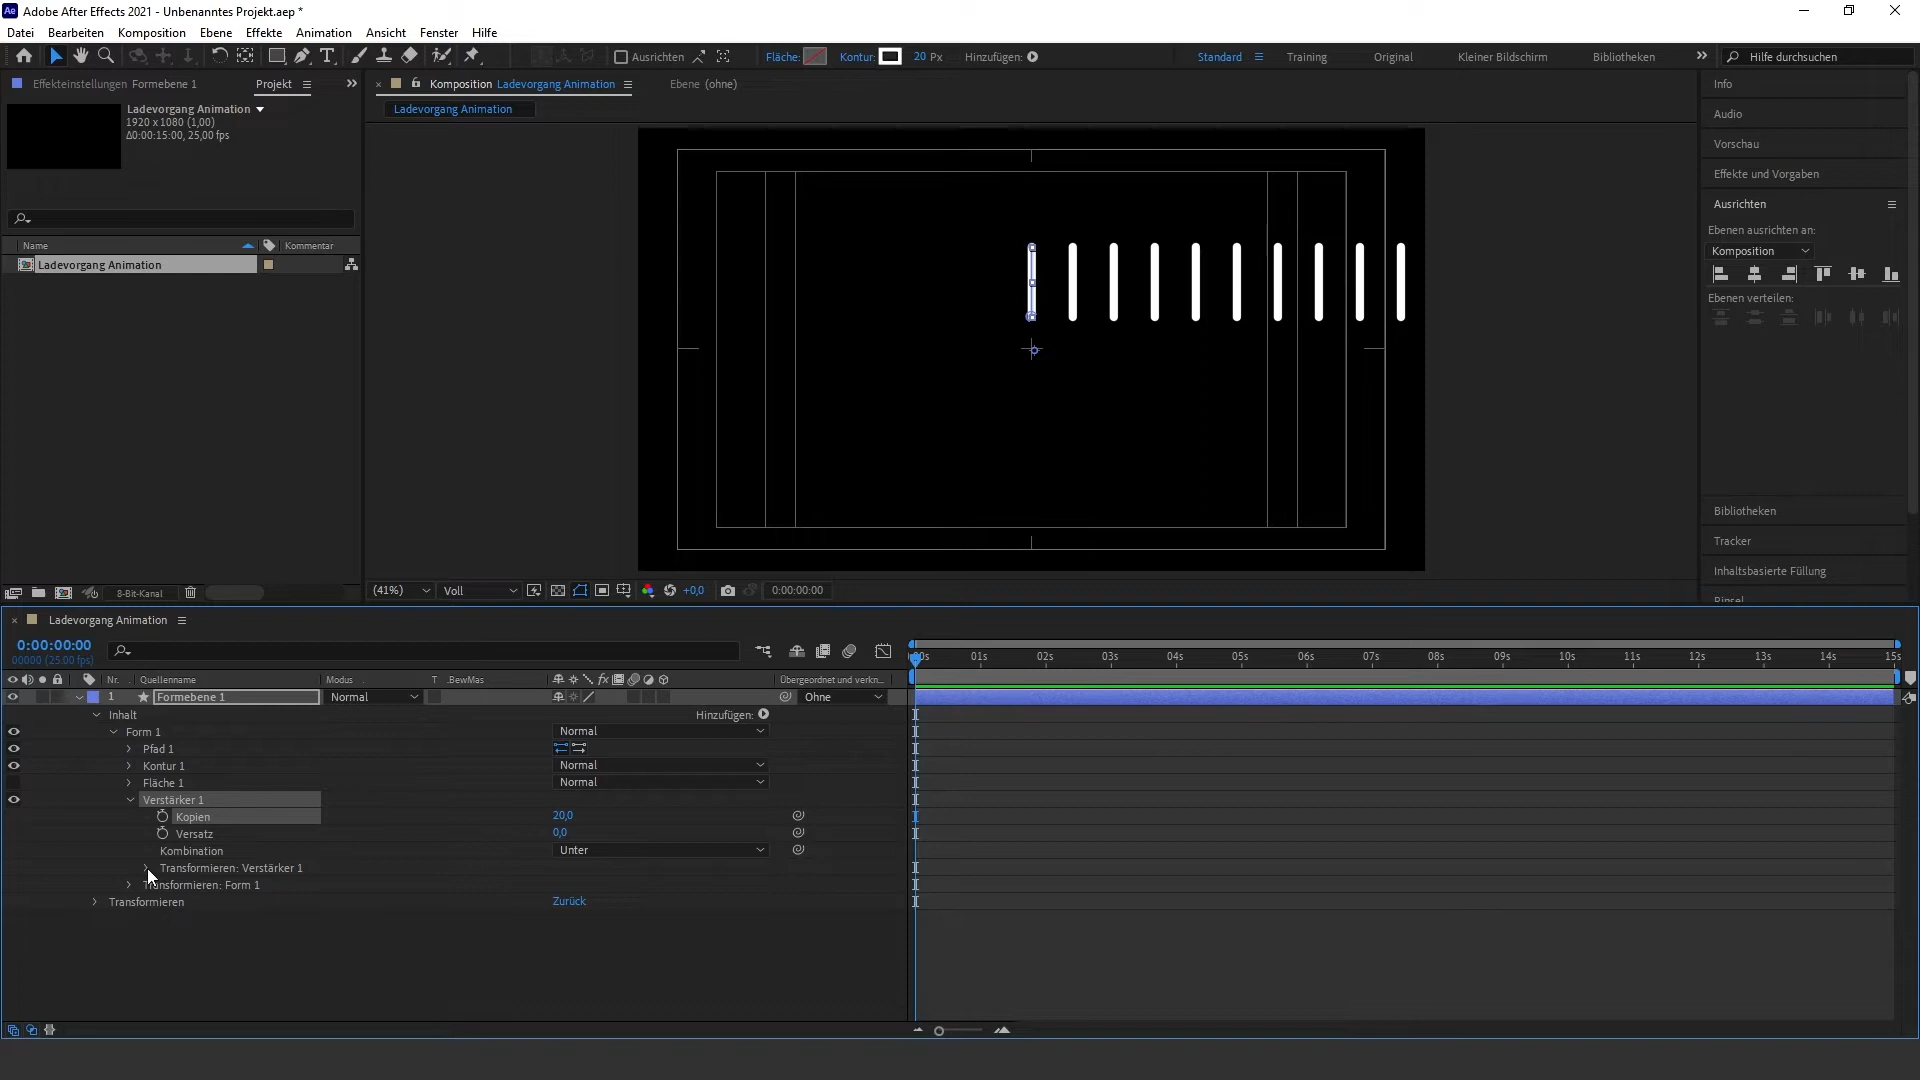 Ae Adobe After Effects 2021 - Unbenanntes Projekt.aep *
Datei Bearbeiten Komposition Ebene Effekte Animation Ansicht Fenster Hilfe
Ausrichten Fläche: Kontur: 20 Px Hinzufügen: Standard Training Original Kleiner Bildschirm Bibliotheken Hilfe durchsuchen
Effekteinstellungen Formebene 1 Projekt
Komposition Ladevorgang Animation Ebene (ohne)
Ladevorgang Animation
Ladevorgang Animation
1920 x 1080 (1,00)
Δ0:00:15:00, 25,00 fps
Name Kommentar
Ladevorgang Animation
8-Bit-Kanal
(41%) Voll +0,0 0:00:00:00
Info
Audio
Vorschau
Effekte und Vorgaben
Ausrichten
Ebenen ausrichten an:
Komposition
Ebenen verteilen:
Bibliotheken
Tracker
Inhaltsbasierte Füllung
Pinsel
Ladevorgang Animation
0:00:00:00
00000 (25.00 fps)
Nr. Quellenname Modus T .BewMas Übergeordnet und verkn...
00s 01s 02s 03s 04s 05s 06s 07s 08s 09s 10s 11s 12s 13s 14s 15s
1 Formebene 1 Normal Ohne
Inhalt Hinzufügen:
Form 1 Normal
Pfad 1
Kontur 1 Normal
Fläche 1 Normal
Verstärker 1
Kopien 20,0
Versatz 0,0
Kombination Unter
Transformieren: Verstärker 1
Transformieren: Form 1
Transformieren Zurück